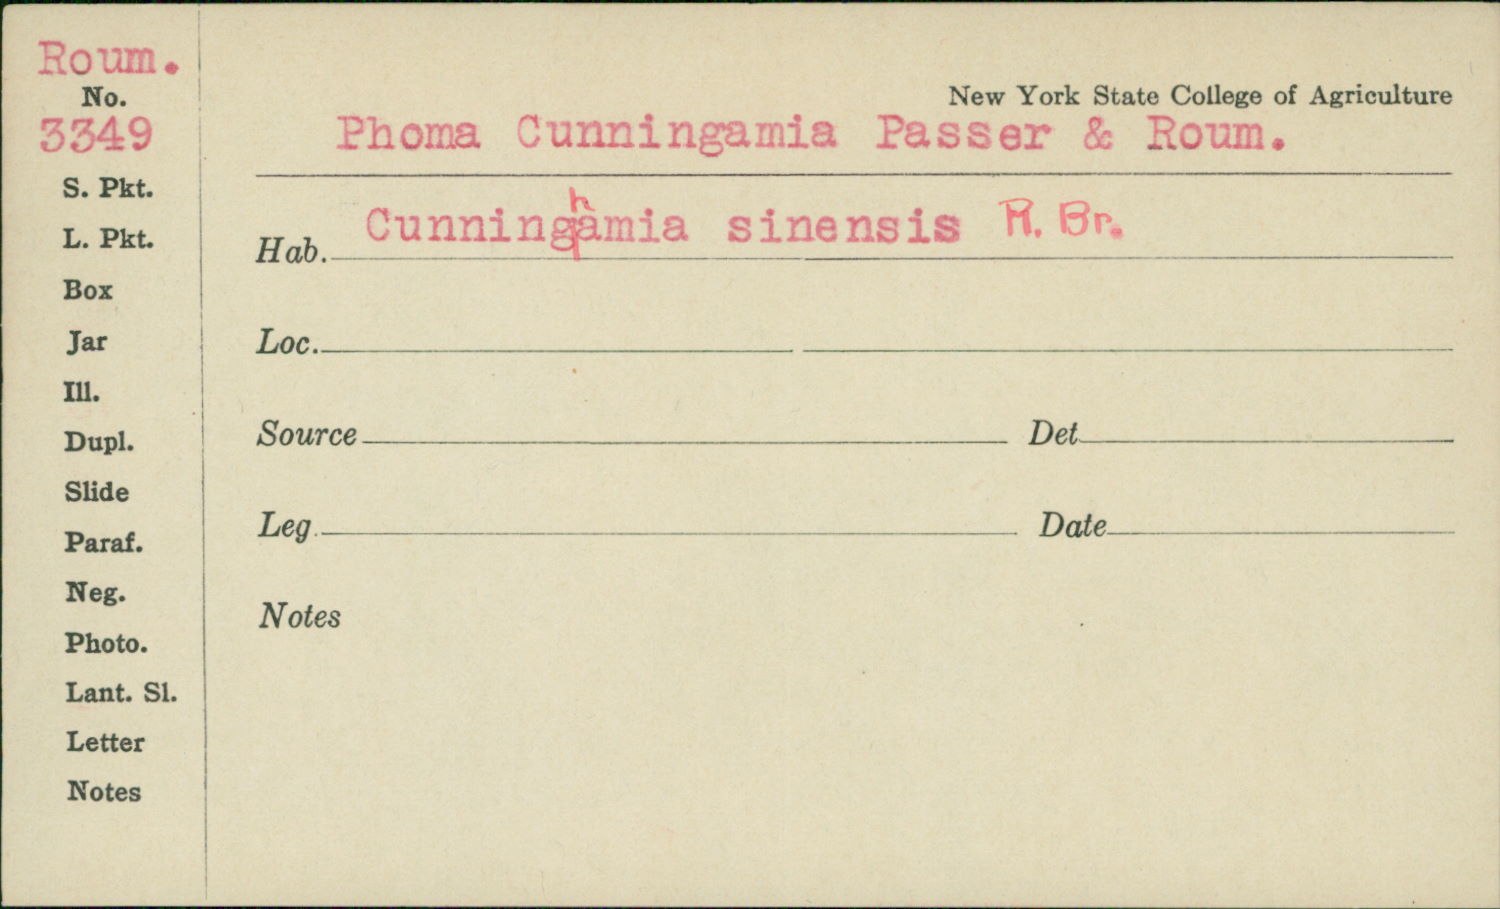 Roum.
No.
3349
S. Pkt.
L. Pkt.
Box
Jar
Ill.
Dupl.
Slide
Paraf.
Neg.
Photo.
Lant. Sl.
Letter
Notes
New York State College of Agriculture
Phoma Cunningamia Passer & Roum.
Hab. Cunninghamia sinensis R. Br.
Loc.
Source Det
Leg. Date
Notes